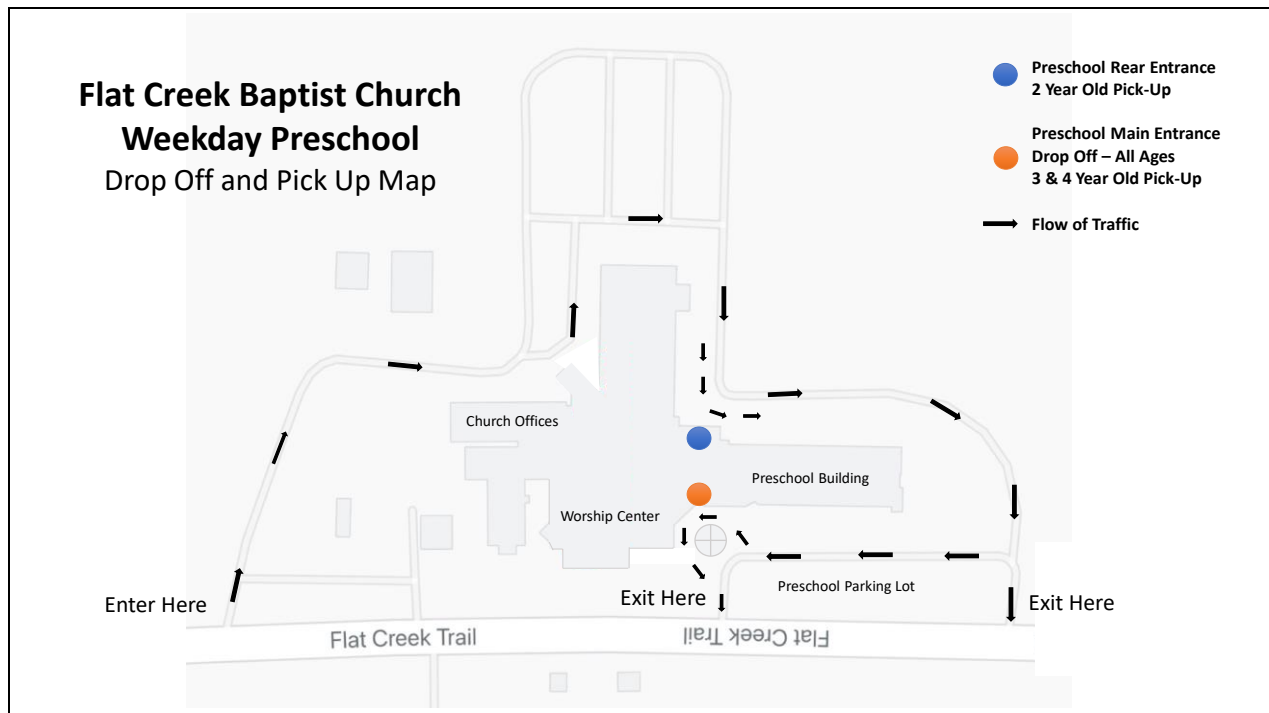 Flat Creek Baptist Church
Weekday Preschool
Drop Off and Pick Up Map
Preschool Rear Entrance
2 Year Old Pick-Up
Preschool Main Entrance
Drop Off – All Ages
3 & 4 Year Old Pick-Up
Flow of Traffic
Church Offices
Preschool Building
Worship Center
Preschool Parking Lot
Enter Here
Exit Here
Exit Here
Flat Creek Trail
Flat Creek Trail